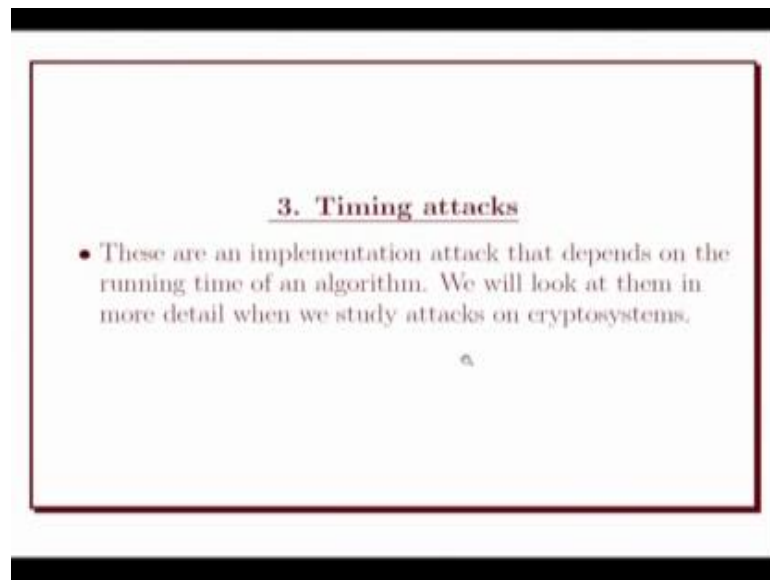 3. Timing attacks
• These are an implementation attack that depends on the
running time of an algorithm. We will look at them in
more detail when we study attacks on cryptosystems.